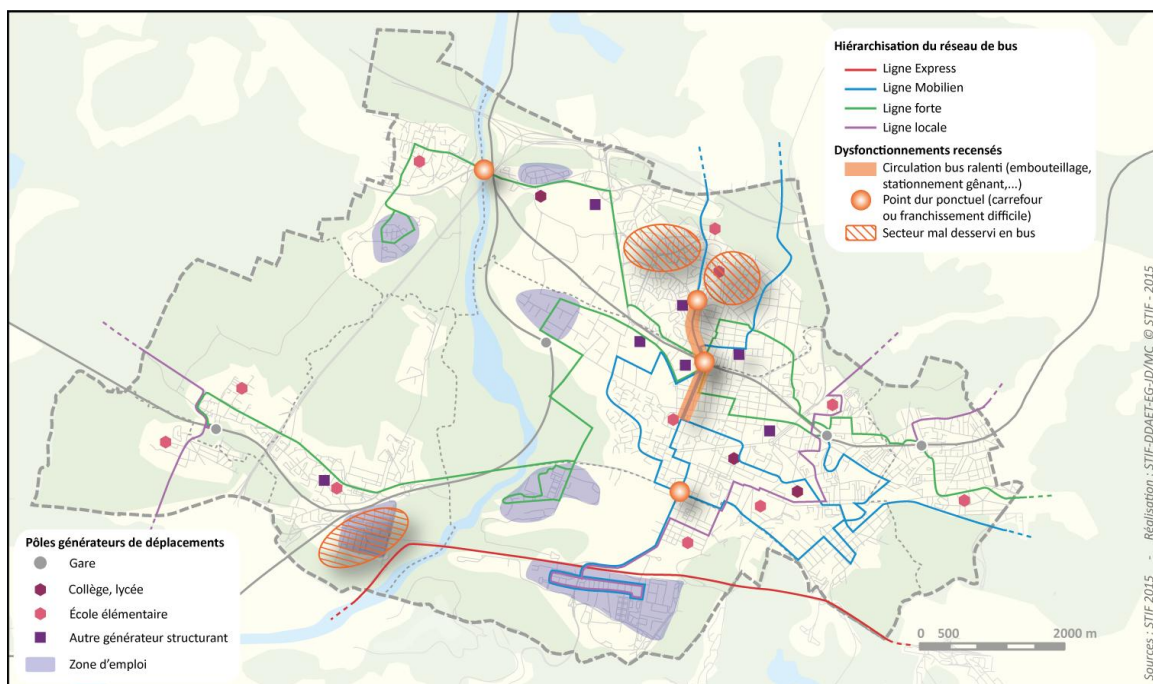 Hiérarchisation du réseau de bus
Ligne Express
Ligne Mobilien
Ligne forte
Ligne locale
Dysfonctionnements recensés
Circulation bus ralenti (embouteillage,
stationnement gênant,...)
Point dur ponctuel (carrefour
ou franchissement difficile)
Secteur mal desservi en bus
Pôles générateurs de déplacements
Gare
Collège, lycée
École élémentaire
Autre générateur structurant
Zone d'emploi
0 500 2000 m
Sources : STIF 2015 - Réalisation : STIF-DDAET-EG-ID/MC © STIF - 2015